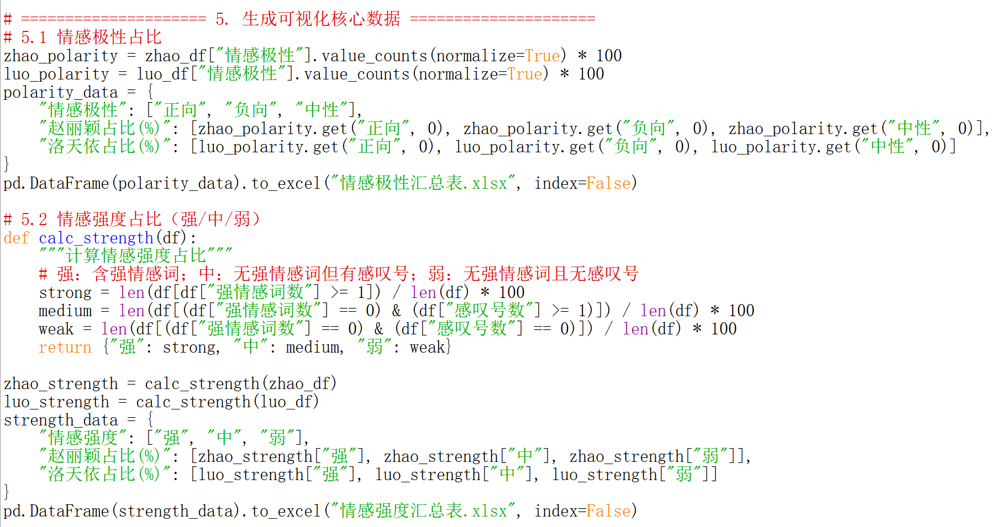 # ===================== 5. 生成可视化核心数据 =====================
# 5.1 情感极性占比
zhao_polarity = zhao_df["情感极性"].value_counts(normalize=True) * 100
luo_polarity = luo_df["情感极性"].value_counts(normalize=True) * 100
polarity_data = {
    "情感极性": ["正向", "负向", "中性"],
    "赵丽颖占比(%)": [zhao_polarity.get("正向", 0), zhao_polarity.get("负向", 0), zhao_polarity.get("中性", 0)],
    "洛天依占比(%)": [luo_polarity.get("正向", 0), luo_polarity.get("负向", 0), luo_polarity.get("中性", 0)]
}
pd.DataFrame(polarity_data).to_excel("情感极性汇总表.xlsx", index=False)

# 5.2 情感强度占比（强/中/弱）
def calc_strength(df):
    """计算情感强度占比"""
    # 强：含强情感词；中：无强情感词但有感叹号；弱：无强情感词且无感叹号
    strong = len(df[df["强情感词数"] >= 1]) / len(df) * 100
    medium = len(df[(df["强情感词数"] == 0) & (df["感叹号数"] >= 1)]) / len(df) * 100
    weak = len(df[(df["强情感词数"] == 0) & (df["感叹号数"] == 0)]) / len(df) * 100
    return {"强": strong, "中": medium, "弱": weak}

zhao_strength = calc_strength(zhao_df)
luo_strength = calc_strength(luo_df)
strength_data = {
    "情感强度": ["强", "中", "弱"],
    "赵丽颖占比(%)": [zhao_strength["强"], zhao_strength["中"], zhao_strength["弱"]],
    "洛天依占比(%)": [luo_strength["强"], luo_strength["中"], luo_strength["弱"]]
}
pd.DataFrame(strength_data).to_excel("情感强度汇总表.xlsx", index=False)